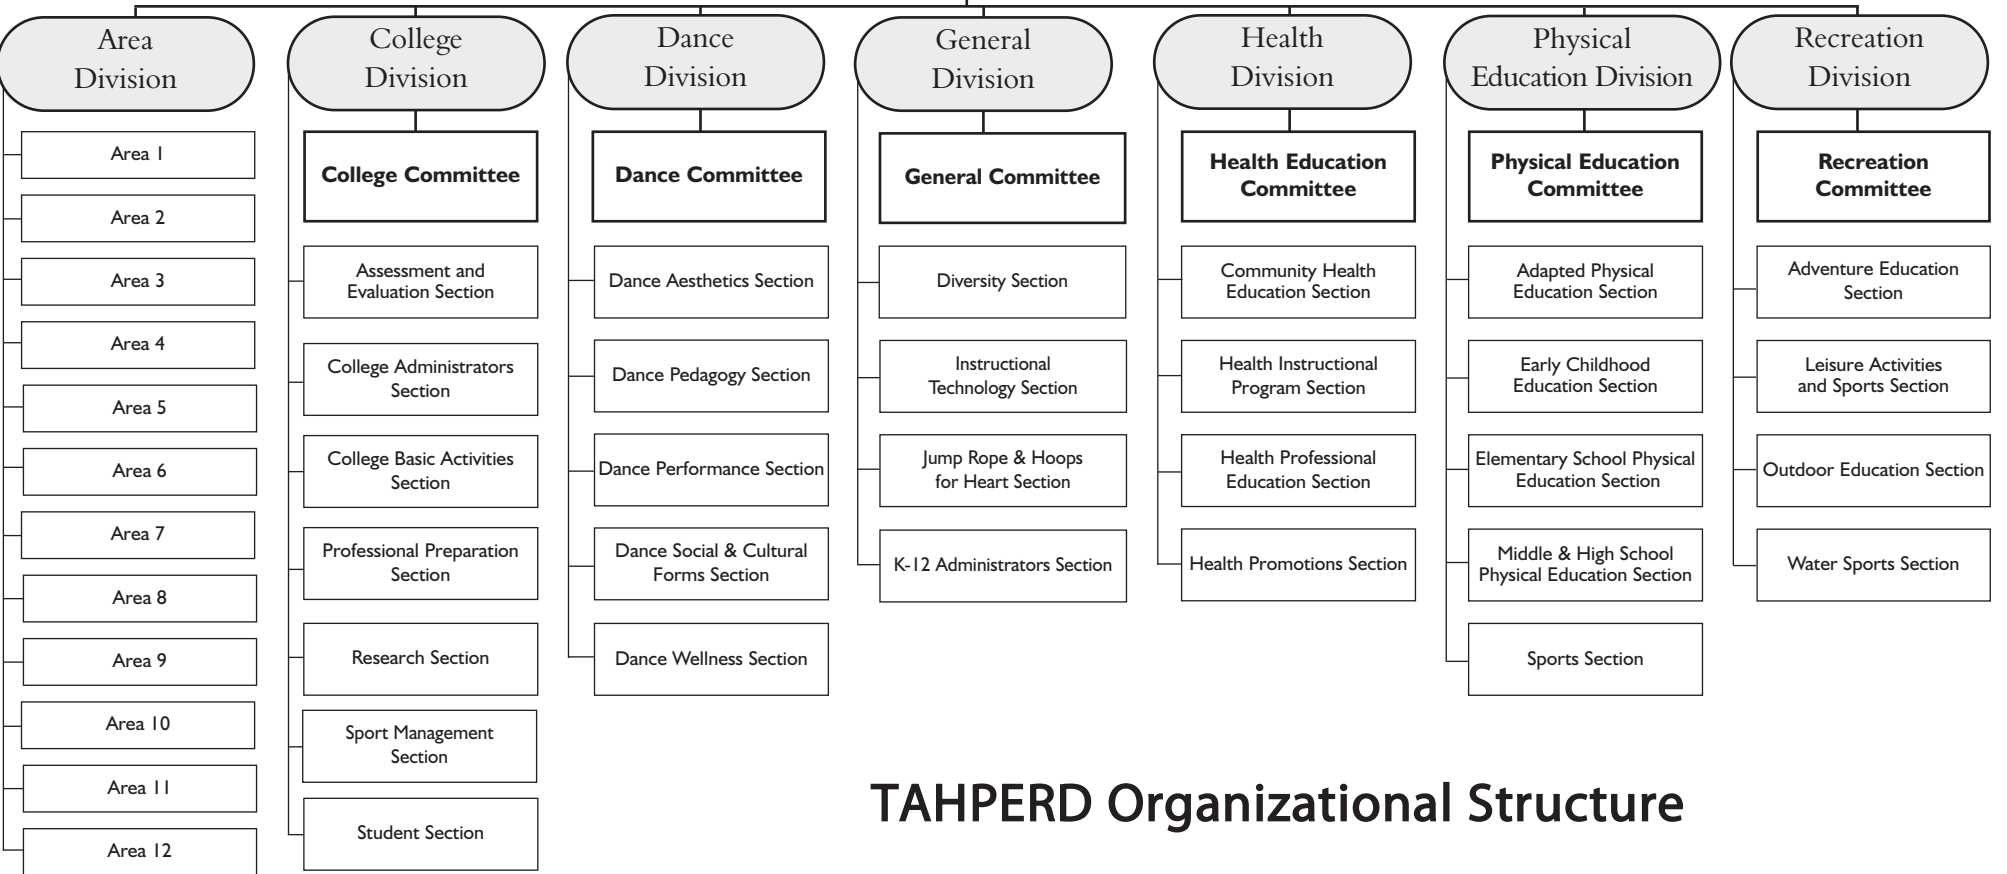 Area
Division
Area 1
Area 2
Area 3
Area 4
Area 5
Area 6
Area 7
Area 8
Area 9
Area 10
Area 11
Area 12
College
Division
College Committee
Assessment and
Evaluation Section
College Administrators
Section
College Basic Activities
Section
Professional Preparation
Section
Research Section
Sport Management
Section
Student Section
Dance
Division
Dance Committee
Dance Aesthetics Section
Dance Pedagogy Section
Dance Performance Section
Dance Social & Cultural
Forms Section
Dance Wellness Section
General
Division
General Committee
Diversity Section
Instructional
Technology Section
Jump Rope & Hoops
for Heart Section
K-12 Administrators Section
Health
Division
Health Education
Committee
Community Health
Education Section
Health Instructional
Program Section
Health Professional
Education Section
Health Promotions Section
Physical
Education Division
Physical Education
Committee
Adapted Physical
Education Section
Early Childhood
Education Section
Elementary School Physical
Education Section
Middle & High School
Physical Education Section
Sports Section
Recreation
Division
Recreation
Committee
Adventure Education
Section
Leisure Activities
and Sports Section
Outdoor Education Section
Water Sports Section
TAHPERD Organizational Structure